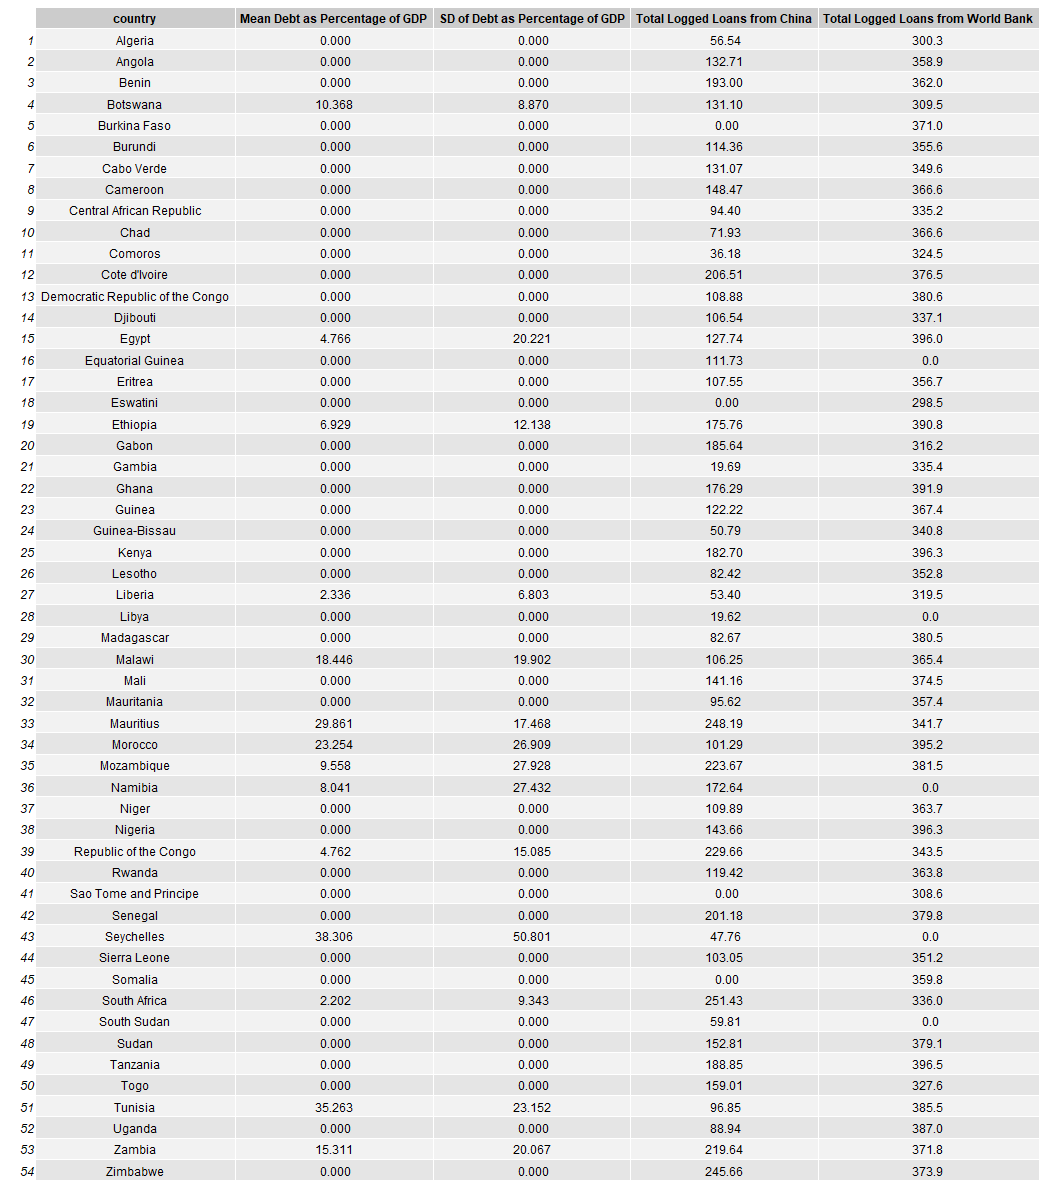 country Mean Debt as Percentage of GDP SD of Debt as Percentage of GDP Total Logged Loans from China Total Logged Loans from World Bank
1 Algeria 0.000 0.000 56.54 300.3
2 Angola 0.000 0.000 132.71 358.9
3 Benin 0.000 0.000 193.00 362.0
4 Botswana 10.368 8.870 131.10 309.5
5 Burkina Faso 0.000 0.000 0.00 371.0
6 Burundi 0.000 0.000 114.36 355.6
7 Cabo Verde 0.000 0.000 131.07 349.6
8 Cameroon 0.000 0.000 148.47 366.6
9 Central African Republic 0.000 0.000 94.40 335.2
10 Chad 0.000 0.000 71.93 366.6
11 Comoros 0.000 0.000 36.18 324.5
12 Cote d'Ivoire 0.000 0.000 206.51 376.5
13 Democratic Republic of the Congo 0.000 0.000 108.88 380.6
14 Djibouti 0.000 0.000 106.54 337.1
15 Egypt 4.766 20.221 127.74 396.0
16 Equatorial Guinea 0.000 0.000 111.73 0.0
17 Eritrea 0.000 0.000 107.55 356.7
18 Eswatini 0.000 0.000 0.00 298.5
19 Ethiopia 6.929 12.138 175.76 390.8
20 Gabon 0.000 0.000 185.64 316.2
21 Gambia 0.000 0.000 19.69 335.4
22 Ghana 0.000 0.000 176.29 391.9
23 Guinea 0.000 0.000 122.22 367.4
24 Guinea-Bissau 0.000 0.000 50.79 340.8
25 Kenya 0.000 0.000 182.70 396.3
26 Lesotho 0.000 0.000 82.42 352.8
27 Liberia 2.336 6.803 53.40 319.5
28 Libya 0.000 0.000 19.62 0.0
29 Madagascar 0.000 0.000 82.67 380.5
30 Malawi 18.446 19.902 106.25 365.4
31 Mali 0.000 0.000 141.16 374.5
32 Mauritania 0.000 0.000 95.62 357.4
33 Mauritius 29.861 17.468 248.19 341.7
34 Morocco 23.254 26.909 101.29 395.2
35 Mozambique 9.558 27.928 223.67 381.5
36 Namibia 8.041 27.432 172.64 0.0
37 Niger 0.000 0.000 109.89 363.7
38 Nigeria 0.000 0.000 143.66 396.3
39 Republic of the Congo 4.762 15.085 229.66 343.5
40 Rwanda 0.000 0.000 119.42 363.8
41 Sao Tome and Principe 0.000 0.000 0.00 308.6
42 Senegal 0.000 0.000 201.18 379.8
43 Seychelles 38.306 50.801 47.76 0.0
44 Sierra Leone 0.000 0.000 103.05 351.2
45 Somalia 0.000 0.000 0.00 359.8
46 South Africa 2.202 9.343 251.43 336.0
47 South Sudan 0.000 0.000 59.81 0.0
48 Sudan 0.000 0.000 152.81 379.1
49 Tanzania 0.000 0.000 188.85 396.5
50 Togo 0.000 0.000 159.01 327.6
51 Tunisia 35.263 23.152 96.85 385.5
52 Uganda 0.000 0.000 88.94 387.0
53 Zambia 15.311 20.067 219.64 371.8
54 Zimbabwe 0.000 0.000 245.66 373.9